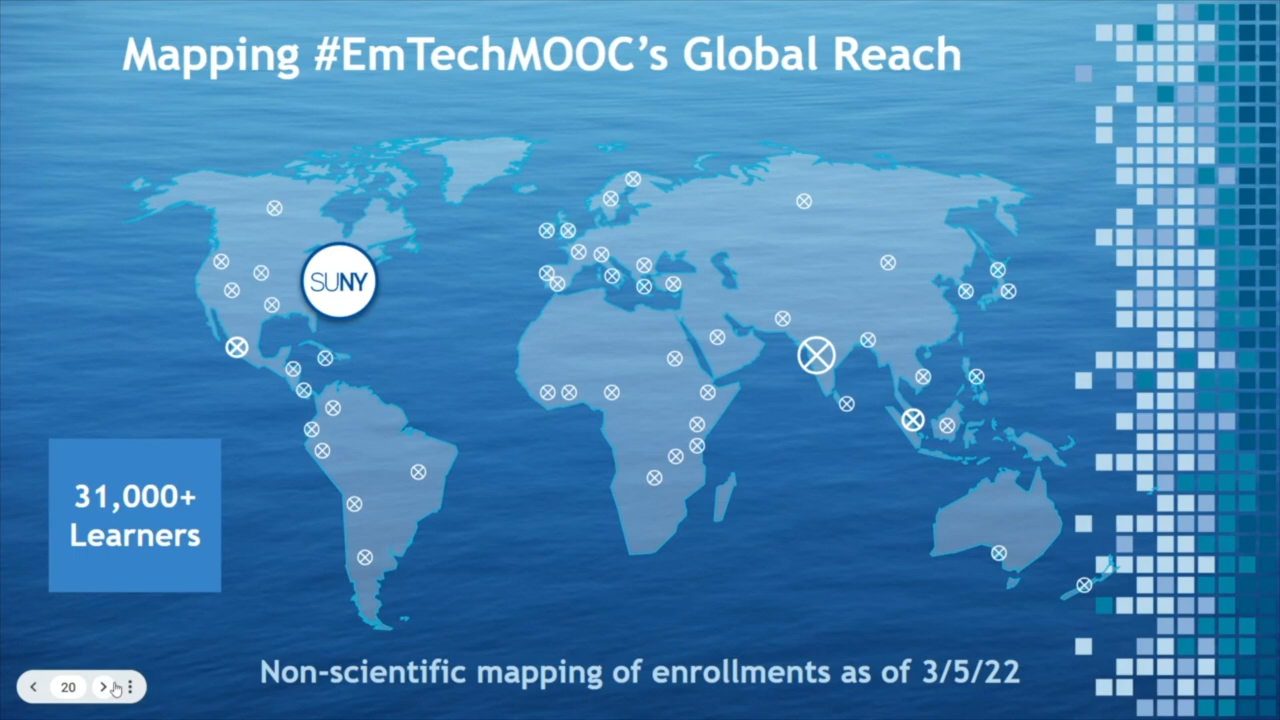 Mapping #EmTechMOOC's Global Reach
SUNY
31,000+
Learners
Non-scientific mapping of enrollments as of 3/5/22
20